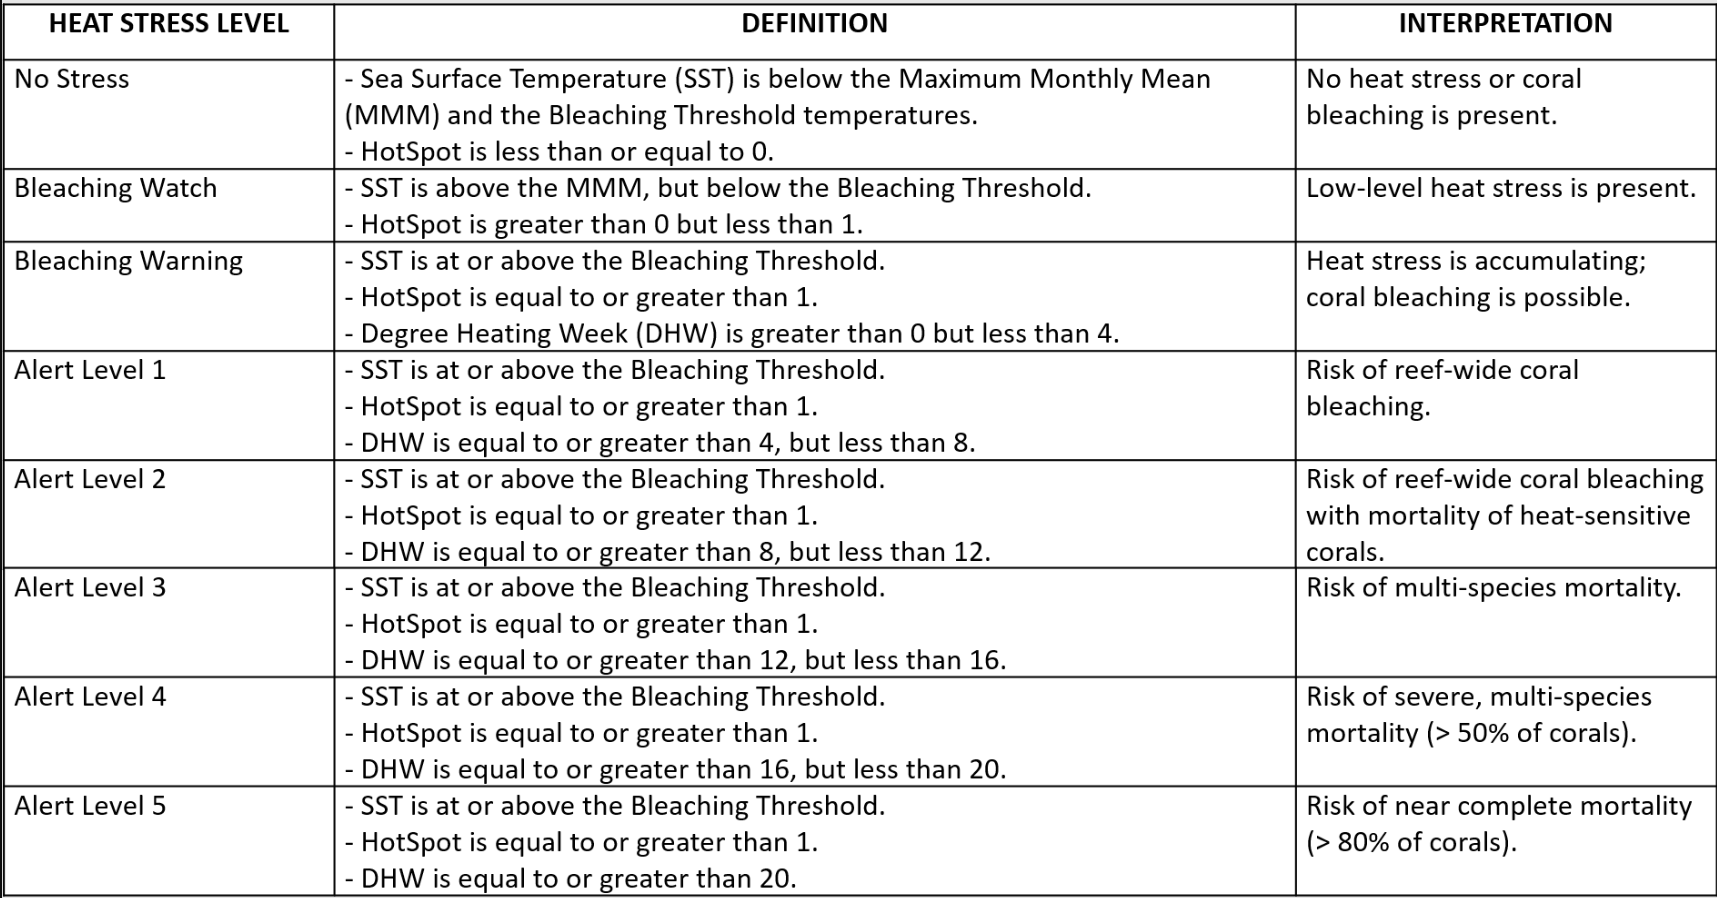 HEAT STRESS LEVEL DEFINITION INTERPRETATION
No Stress
- Sea Surface Temperature (SST) is below the Maximum Monthly Mean
(MMM) and the Bleaching Threshold temperatures.
- HotSpot is less than or equal to 0.
No heat stress or coral
bleaching is present.
Bleaching Watch
- SST is above the MMM, but below the Bleaching Threshold.
- HotSpot is greater than 0 but less than 1.
Low-level heat stress is present.
Bleaching Warning
- SST is at or above the Bleaching Threshold.
- HotSpot is equal to or greater than 1.
- Degree Heating Week (DHW) is greater than 0 but less than 4.
Heat stress is accumulating;
coral bleaching is possible.
Alert Level 1
- SST is at or above the Bleaching Threshold.
- HotSpot is equal to or greater than 1.
- DHW is equal to or greater than 4, but less than 8.
Risk of reef-wide coral
bleaching.
Alert Level 2
- SST is at or above the Bleaching Threshold.
- HotSpot is equal to or greater than 1.
- DHW is equal to or greater than 8, but less than 12.
Risk of reef-wide coral bleaching
with mortality of heat-sensitive
corals.
Alert Level 3
- SST is at or above the Bleaching Threshold.
- HotSpot is equal to or greater than 1.
- DHW is equal to or greater than 12, but less than 16.
Risk of multi-species mortality.
Alert Level 4
- SST is at or above the Bleaching Threshold.
- HotSpot is equal to or greater than 1.
- DHW is equal to or greater than 16, but less than 20.
Risk of severe, multi-species
mortality (> 50% of corals).
Alert Level 5
- SST is at or above the Bleaching Threshold.
- HotSpot is equal to or greater than 1.
- DHW is equal to or greater than 20.
Risk of near complete mortality
(> 80% of corals).